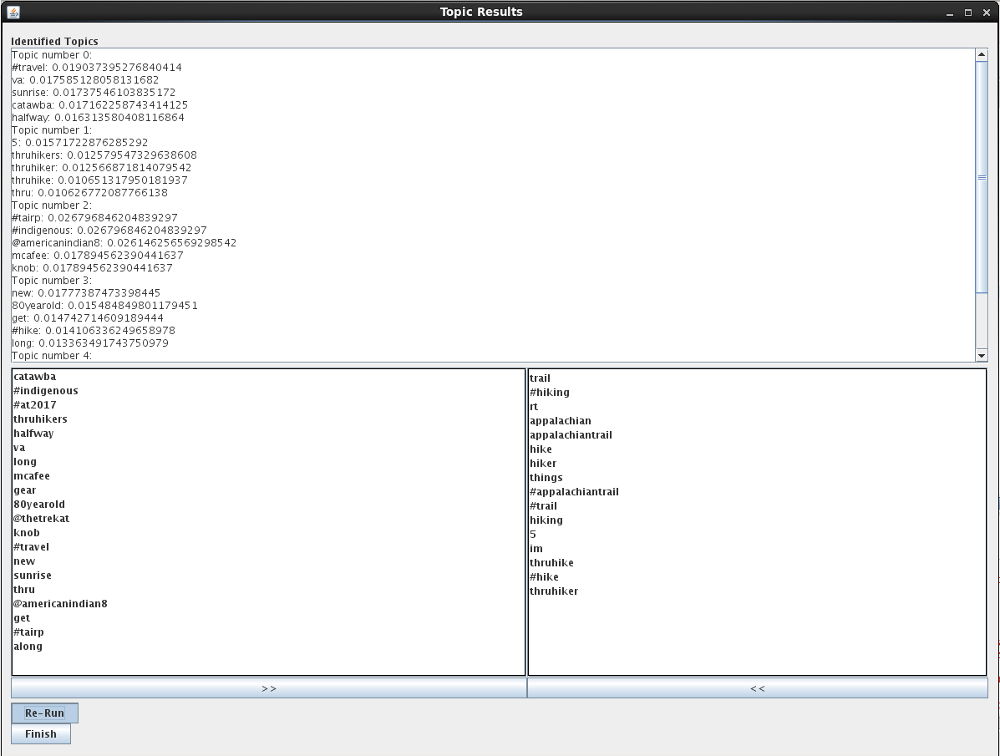 Topic Results
Identified Topics
Topic number 0:
#travel: 0.019037395276840414
va: 0.017585128058131682
sunrise: 0.01737546103835172
catawba: 0.017162258743414125
halfway: 0.016313580408116864
Topic number 1:
5: 0.01571722876285292
thruhikers: 0.012579547329638608
thruhiker: 0.012566871814079542
thruhike: 0.010651317950181937
thru: 0.010626772087766138
Topic number 2:
#tairp: 0.026796846204839297
#indigenous: 0.026796846204839297
@americanindian8: 0.026146256569298542
mcafee: 0.017894562390441637
knob: 0.017894562390441637
Topic number 3:
new: 0.01777387473398445
80yearold: 0.015484849801179451
get: 0.014742714609189444
#hike: 0.014106336249658978
long: 0.013363491743750979
Topic number 4:
catawba
#indigenous
#at2017
thruhikers
halfway
va
long
mcafee
gear
80yearold
@thetrekat
knob
#travel
new
sunrise
thru
@americanindian8
get
#tairp
along
trail
#hiking
rt
appalachian
appalachiantrail
hike
hiker
things
#appalachiantrail
#trail
hiking
5
im
thruhike
#hike
thruhiker
>>
<<
Re-Run
Finish